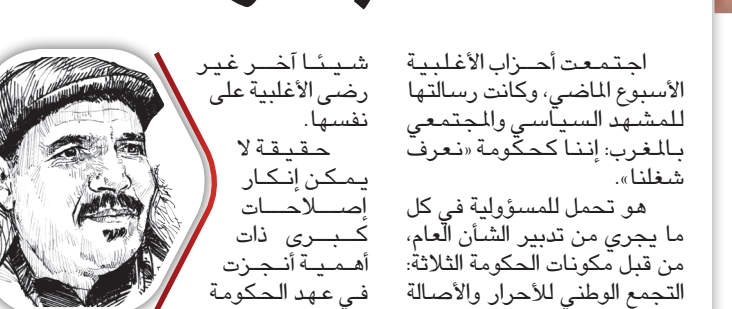 اجتمعت أحزاب الأغلبية
الأسبوع الماضي، وكانت رسالتها
للمشهد السياسي والمجتمعي
بالمغرب: إننا كحكومة «نعرف
شغلنا».
هو تحمل للمسؤولية في كل
ما يجري من تدبير الشأن العام،
من قبل مكونات الحكومة الثلاثة:
التجمع الوطني للأحرار والأصالة
شيئا آخر غير
رضى الأغلبية على
نفسها.
حقيقة لا
يمكن إنكار
إصلاحات
كبرى ذات
أهمية أنجزت
في عهد الحكومة